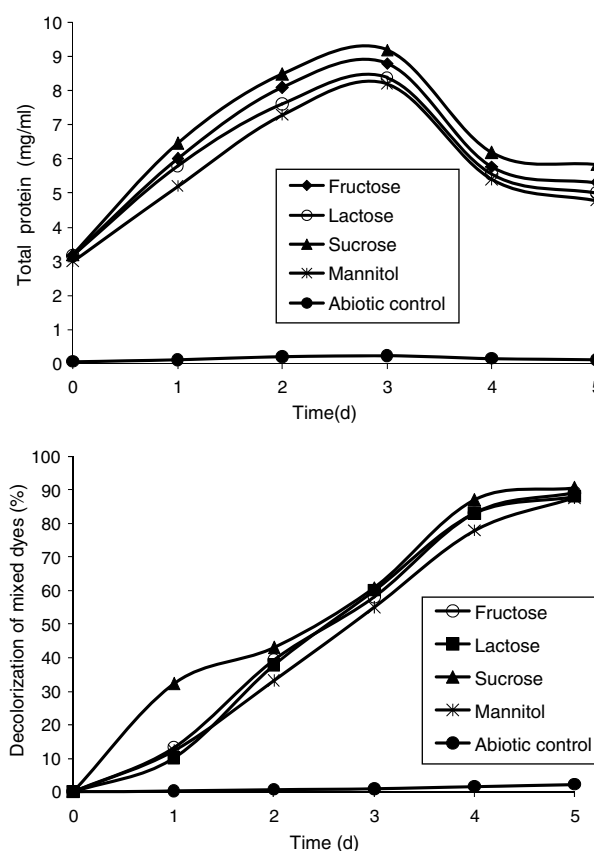 10
9
8
7
6
5
4
3
2
1
0
Total protein (mg/ml)
Fructose
Lactose
Sucrose
Mannitol
Abiotic control
0 1 2 3 4 5
Time(d)
100
90
80
70
60
50
40
30
20
10
0
Decolorization of mixed dyes (%)
Fructose
Lactose
Sucrose
Mannitol
Abiotic control
0 1 2 3 4 5
Time (d)